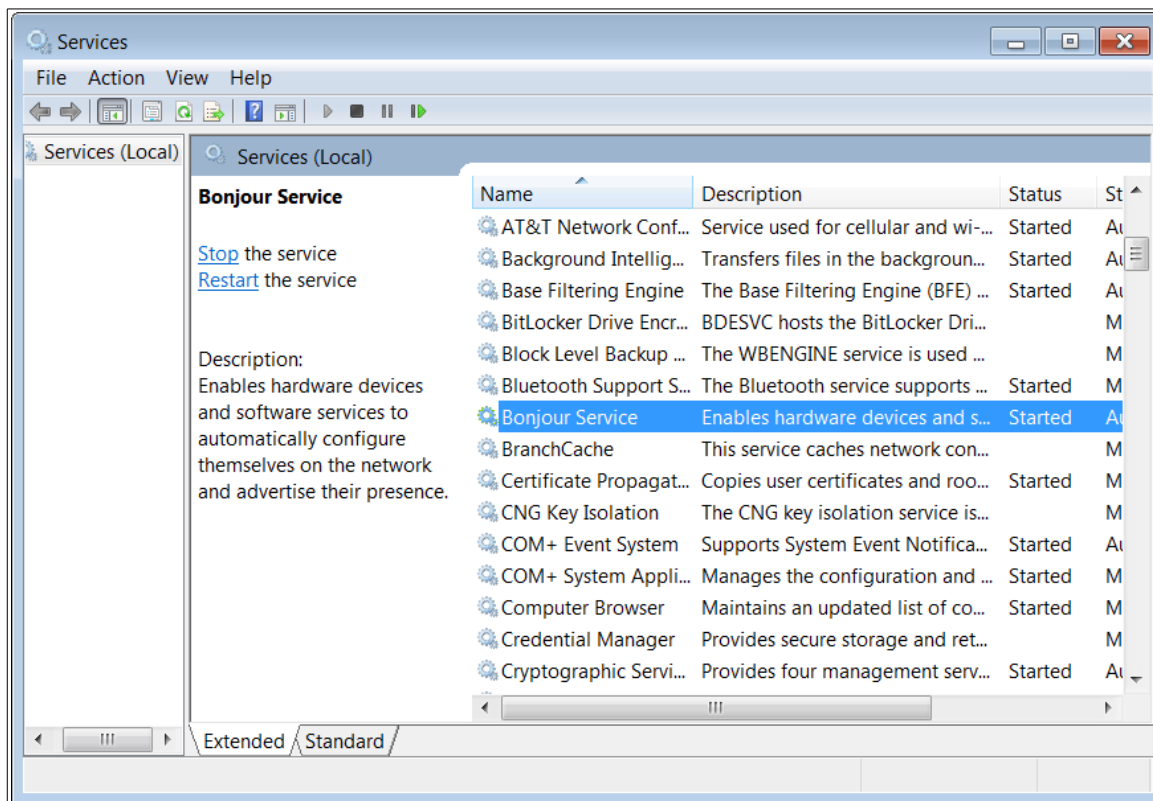 Services
File Action View Help
Services (Local)
Services (Local)
Bonjour Service
Stop the service
Restart the service
Description:
Enables hardware devices
and software services to
automatically configure
themselves on the network
and advertise their presence.
Name Description Status St
AT&T Network Conf... Service used for cellular and wi-... Started Au
Background Intellig... Transfers files in the backgroun... Started Au
Base Filtering Engine The Base Filtering Engine (BFE) ... Started Au
BitLocker Drive Encr... BDESVC hosts the BitLocker Dri... M
Block Level Backup ... The WBENGINE service is used ... M
Bluetooth Support S... The Bluetooth service supports ... Started M
Bonjour Service Enables hardware devices and s... Started Au
BranchCache This service caches network con... M
Certificate Propagat... Copies user certificates and roo... Started M
CNG Key Isolation The CNG key isolation service is... M
COM+ Event System Supports System Event Notifica... Started Au
COM+ System Appli... Manages the configuration and ... Started M
Computer Browser Maintains an updated list of co... Started M
Credential Manager Provides secure storage and ret... M
Cryptographic Servi... Provides four management serv... Started Au
Extended Standard